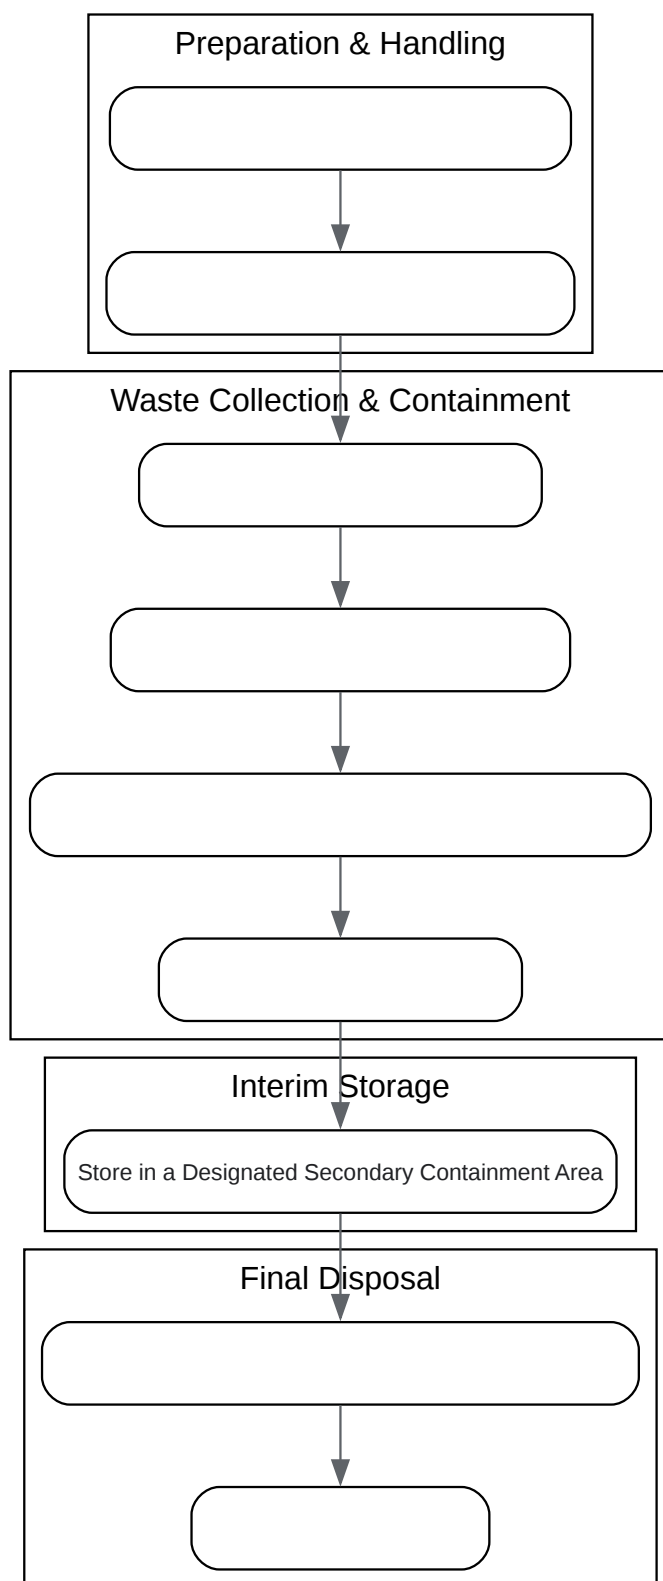 Preparation & Handling
Waste Collection & Containment
Interim Storage
Store in a Designated Secondary Containment Area
Final Disposal